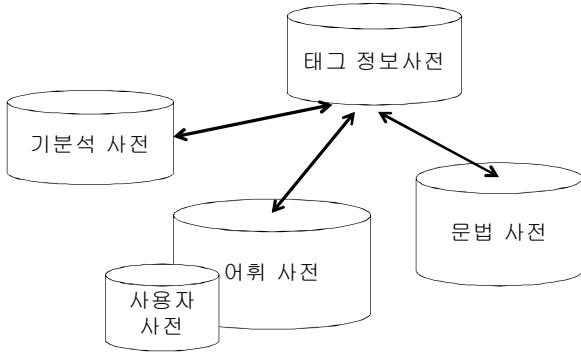 태그 정보사전
기분석 사전
문법 사전
어휘 사전
사용자
사전